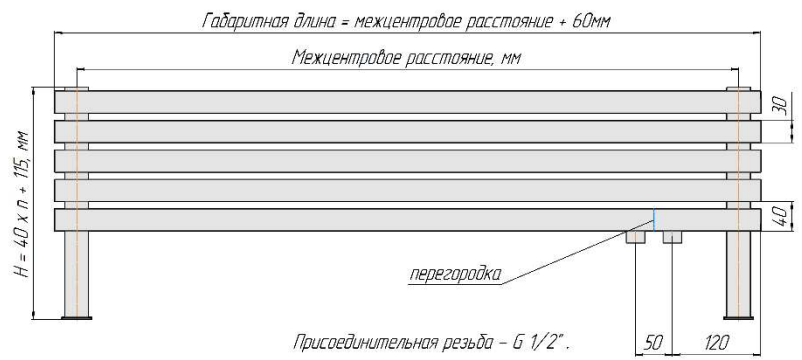 Габаритная длина = межцентровое расстояние + 60мм
Межцентровое расстояние, мм
30
H = 40 x n + 115, мм
40
перегородка
Присоединительная резьба - G 1/2" .
50
120